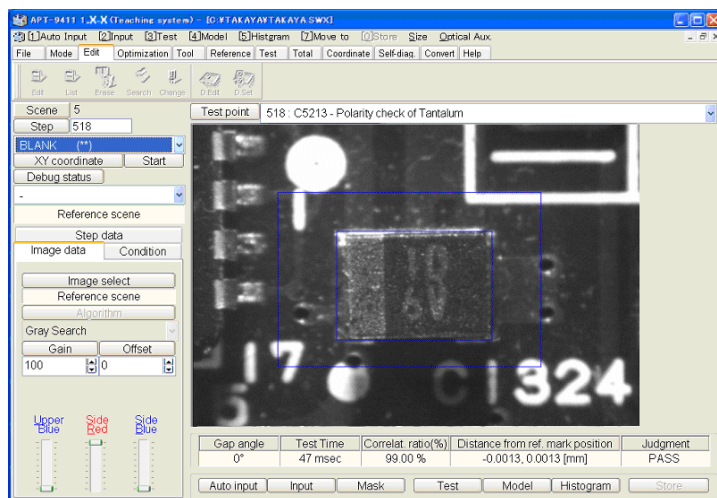 APT-9411 1.X-X (Teaching system) - [C:¥TAKAYA¥TAKAYA.SWX]
[1]Auto Input [2]Input [3]Test [4]Model [5]Histgram [7]Move to [0]Store Size Optical Aux.
File Mode Edit Optimization Tool Reference Test Total Coordinate Self-diag. Convert Help
Edit List Erase Search Change D.Edit D.Set
Scene 5
Test point 518 : C5213 - Polarity check of Tantalum
Step 518
BLANK (**)
XY coordinate Start
Debug status
-
Reference scene
Step data
Image data Condition
Image select
Reference scene
Algorithm
Gray Search
Gain Offset
100 0
Upper Blue Side Red Side Blue
10
6V
17
5
C1324
Gap angle Test Time Correlat. ratio(%) Distance from ref. mark position Judgment
0° 47 msec 99.00 % -0.0013, 0.0013 [mm] PASS
Auto input Input Mask Test Model Histogram Store